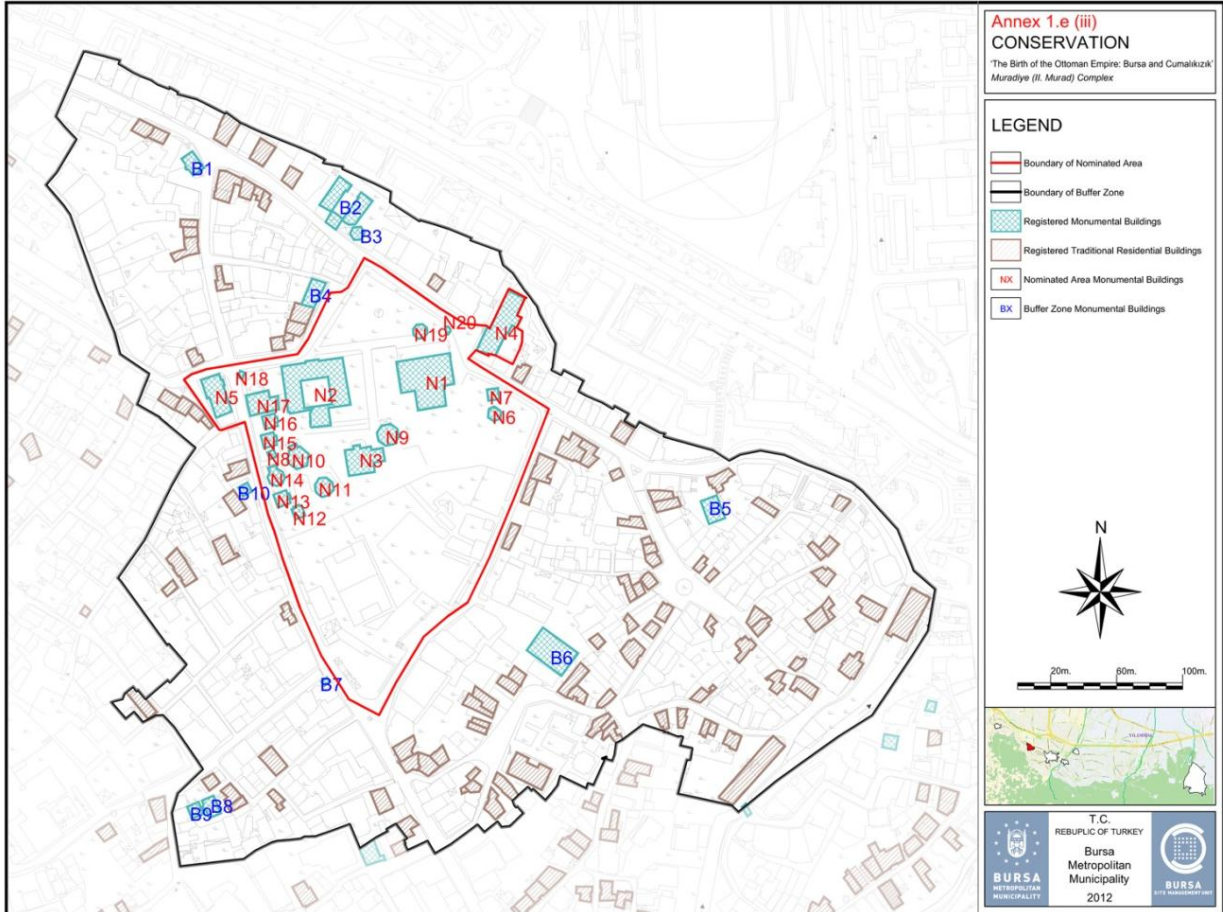 Annex 1.e (iii)
CONSERVATION
'The Birth of the Ottoman Empire: Bursa and Cumalıkızık'
Muradiye (II. Murad) Complex
LEGEND
Boundary of Nominated Area
Boundary of Buffer Zone
Registered Monumental Buildings
Registered Traditional Residential Buildings
NX Nominated Area Monumental Buildings
BX Buffer Zone Monumental Buildings
B1
B2
B3
B4
N20
N19
N4
N18
N5
N2
N1
N17
N7
N16
N6
N15
N9
N8
N10
N3
N14
N11
B10
N13
N12
B5
B6
B7
B8
B9
N
20m. 60m. 100m.
YILDIRIM
T.C.
REBUPLIC OF TURKEY
Bursa
Metropolitan
Municipality
2012
BURSA
METROPOLITAN
MUNICIPALITY
BURSA
SITE MANAGEMENT UNIT